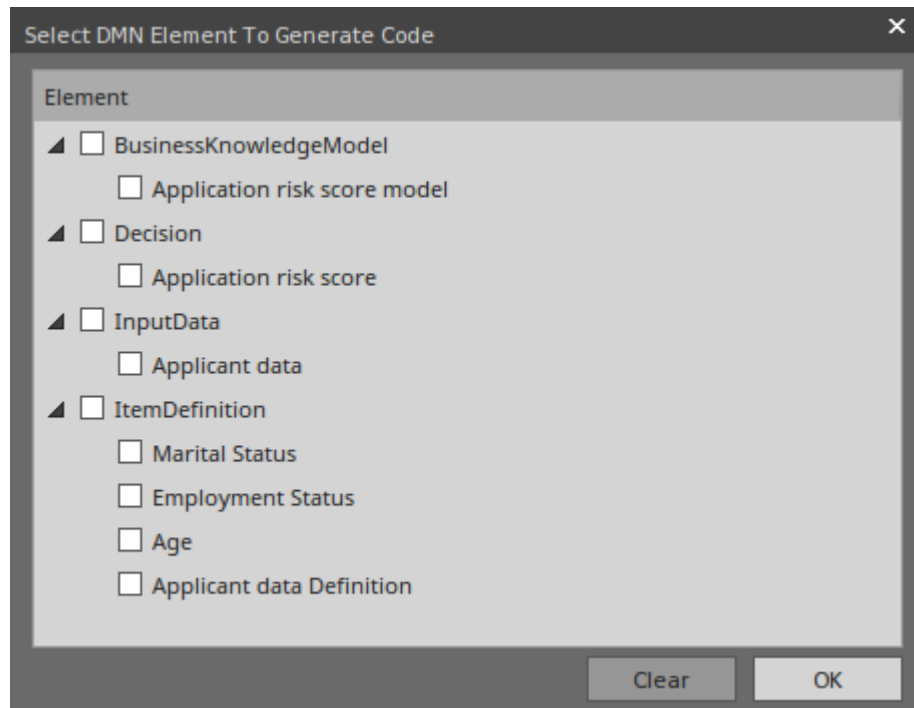 Select DMN Element To Generate Code
Element
BusinessKnowledgeModel
Application risk score model
Decision
Application risk score
InputData
Applicant data
ItemDefinition
Marital Status
Employment Status
Age
Applicant data Definition
Clear OK